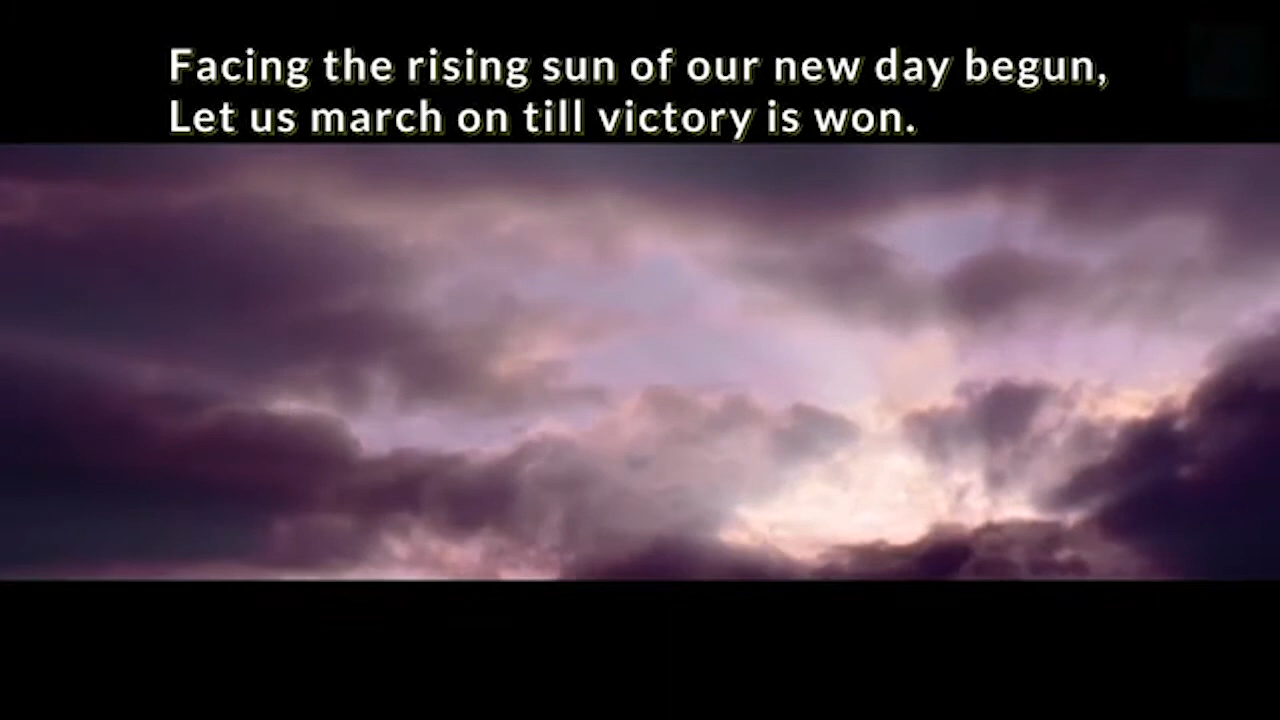 Facing the rising sun of our new day begun,
Let us march on till victory is won.